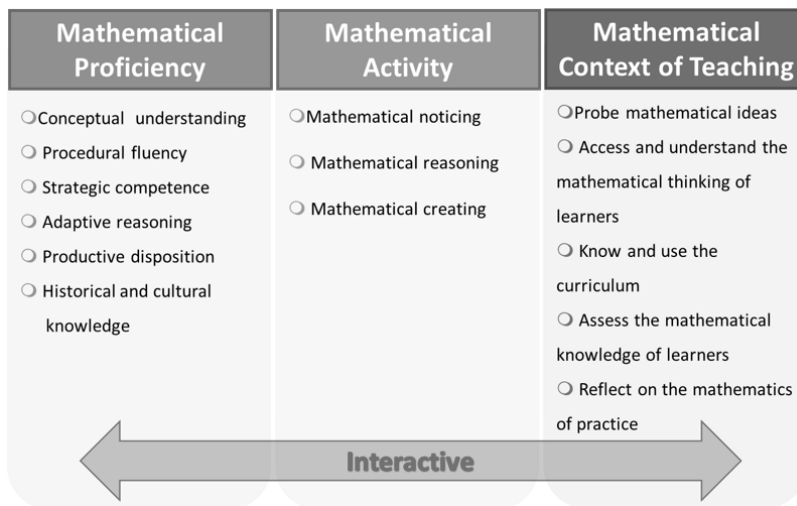 Mathematical
Proficiency
Conceptual understanding
Procedural fluency
Strategic competence
Adaptive reasoning
Productive disposition
Historical and cultural
knowledge
Mathematical
Activity
Mathematical noticing
Mathematical reasoning
Mathematical creating
Mathematical
Context of Teaching
Probe mathematical ideas
Access and understand the
mathematical thinking of
learners
Know and use the
curriculum
Assess the mathematical
knowledge of learners
Reflect on the mathematics
of practice
Interactive